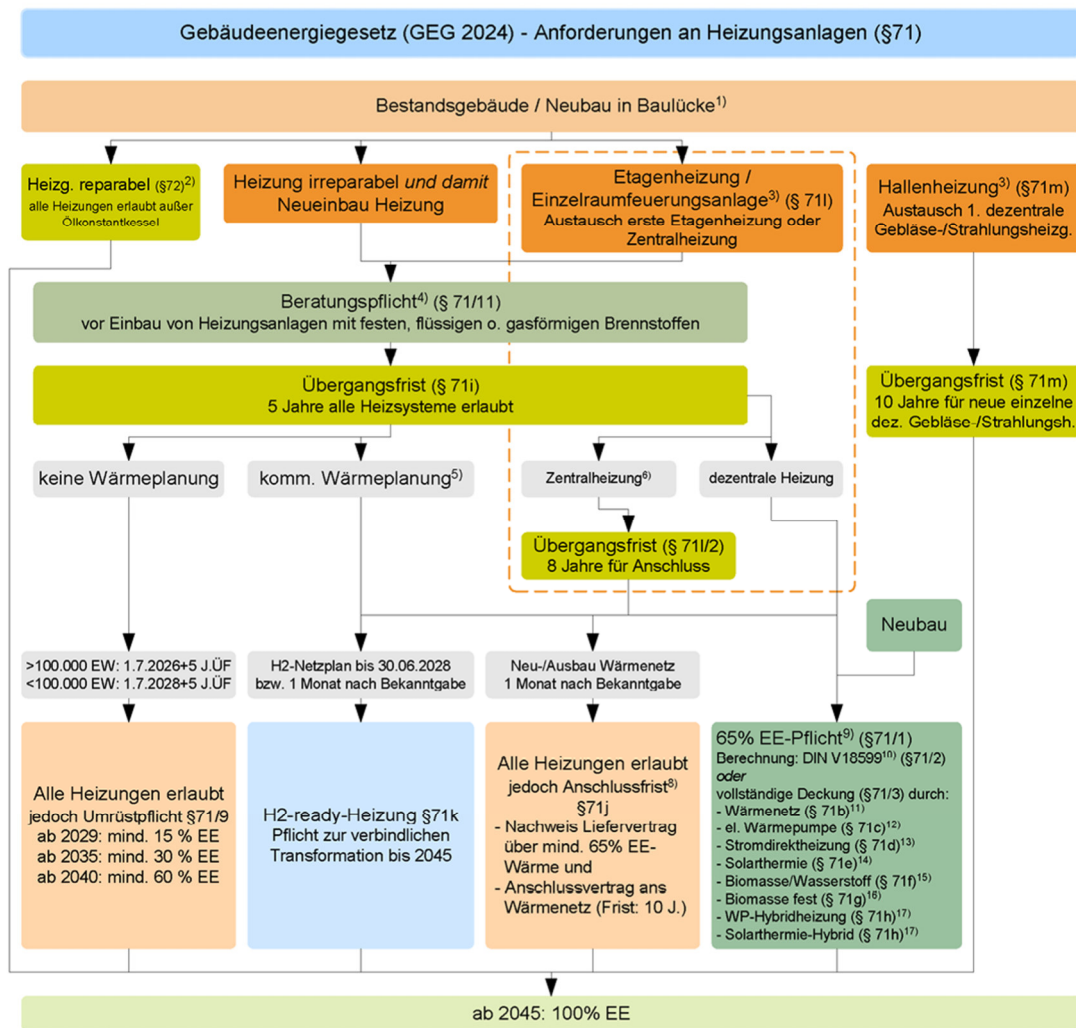 Gebäudeenergiegesetz (GEG 2024) - Anforderungen an Heizungsanlagen (§71)
Bestandsgebäude / Neubau in Baulücke1)
Heizg. reparabel (§72)2)
alle Heizungen erlaubt außer
Ölkonstantkessel
Heizung irreparabel und damit
Neueinbau Heizung
Etagenheizung /
Einzelraumfeuerungsanlage3) (§ 71l)
Austausch erste Etagenheizung oder
Zentralheizung
Hallenheizung3) (§71m)
Austausch 1. dezentrale
Gebläse-/Strahlungsheizg.
Beratungspflicht4) (§ 71/11)
vor Einbau von Heizungsanlagen mit festen, flüssigen o. gasförmigen Brennstoffen
Übergangsfrist (§ 71i)
5 Jahre alle Heizsysteme erlaubt
Übergangsfrist (§ 71m)
10 Jahre für neue einzelne
dez. Gebläse-/Strahlungsh.
keine Wärmeplanung
komm. Wärmeplanung5)
Zentralheizung6)
dezentrale Heizung
Übergangsfrist (§ 71l/2)
8 Jahre für Anschluss
Neubau
>100.000 EW: 1.7.2026+5 J.ÜF
<100.000 EW: 1.7.2028+5 J.ÜF
H2-Netzplan bis 30.06.2028
bzw. 1 Monat nach Bekanntgabe
Neu-/Ausbau Wärmenetz
1 Monat nach Bekanntgabe
Alle Heizungen erlaubt
jedoch Umrüstpflicht §71/9
ab 2029: mind. 15 % EE
ab 2035: mind. 30 % EE
ab 2040: mind. 60 % EE
H2-ready-Heizung §71k
Pflicht zur verbindlichen
Transformation bis 2045
Alle Heizungen erlaubt
jedoch Anschlussfrist8)
§71j
- Nachweis Liefervertrag
über mind. 65% EE-
Wärme und
- Anschlussvertrag ans
Wärmenetz (Frist: 10 J.)
65% EE-Pflicht9) (§71/1)
Berechnung: DIN V1859910) (§71/2)
oder
vollständige Deckung (§71/3) durch:
- Wärmenetz (§71b)11)
- el. Wärmepumpe (§ 71c)12)
- Stromdirektheizung (§ 71d)13)
- Solarthermie (§ 71e)14)
- Biomasse/Wasserstoff (§ 71f)15)
- Biomasse fest (§ 71g)16)
- WP-Hybridheizung (§ 71h)17)
- Solarthermie-Hybrid (§ 71h)17)
ab 2045: 100% EE